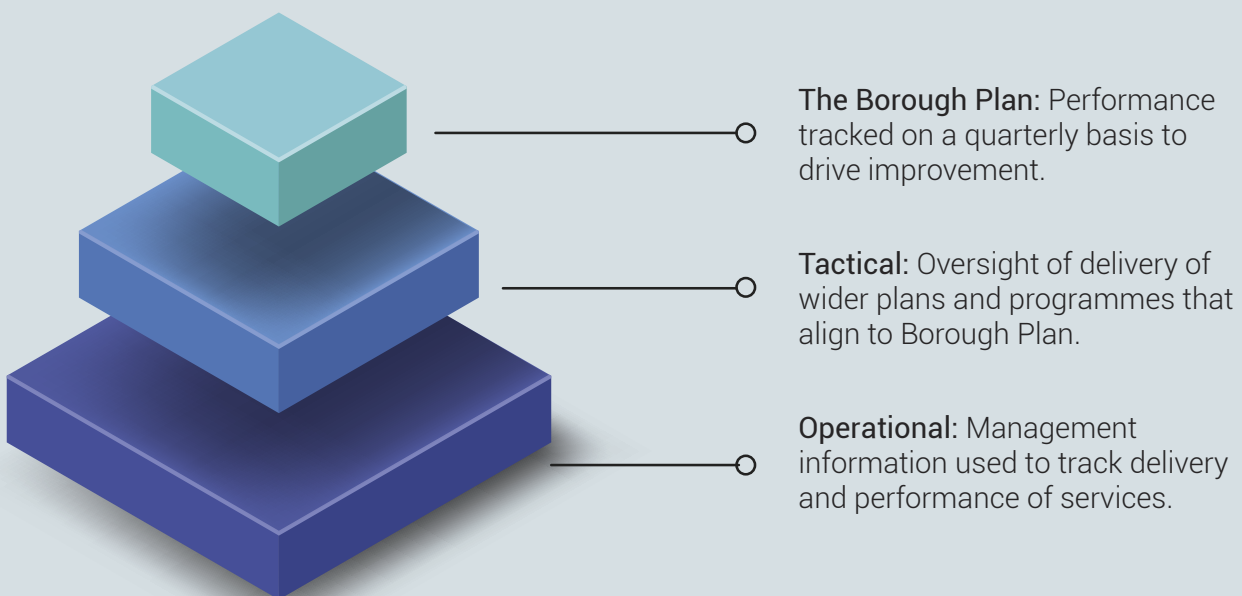 The Borough Plan: Performance
tracked on a quarterly basis to
drive improvement.
Tactical: Oversight of delivery of
wider plans and programmes that
align to Borough Plan.
Operational: Management
information used to track delivery
and performance of services.